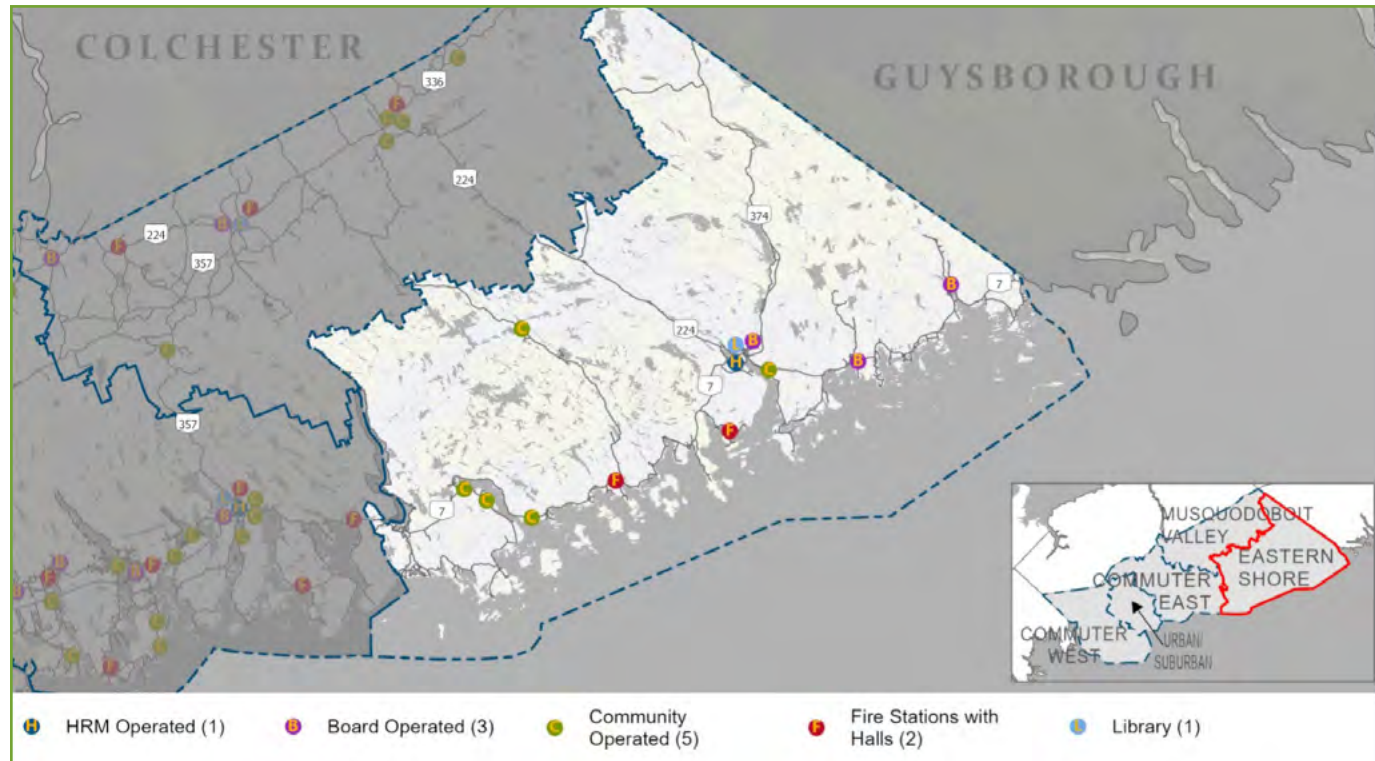 COLCHESTER
GUYSBOROUGH
C
336
F
C
C
C
224
374
F
B
L
F
224
357
B
C
B
7
224
L
B
H
C
B
C
7
F
357
F
C
C
C
7
F
L
F
C
H
B
C
F
C
C
B
C
C
B
F
F
B
F
C
C
C
C
F
MUSQUODOBOIT
VALLEY
EASTERN
SHORE
COMMUTER
EAST
COMMUTER
WEST
URBAN/
SUBURBAN
H HRM Operated (1)
B Board Operated (3)
C Community
Operated (5)
F Fire Stations with
Halls (2)
L Library (1)